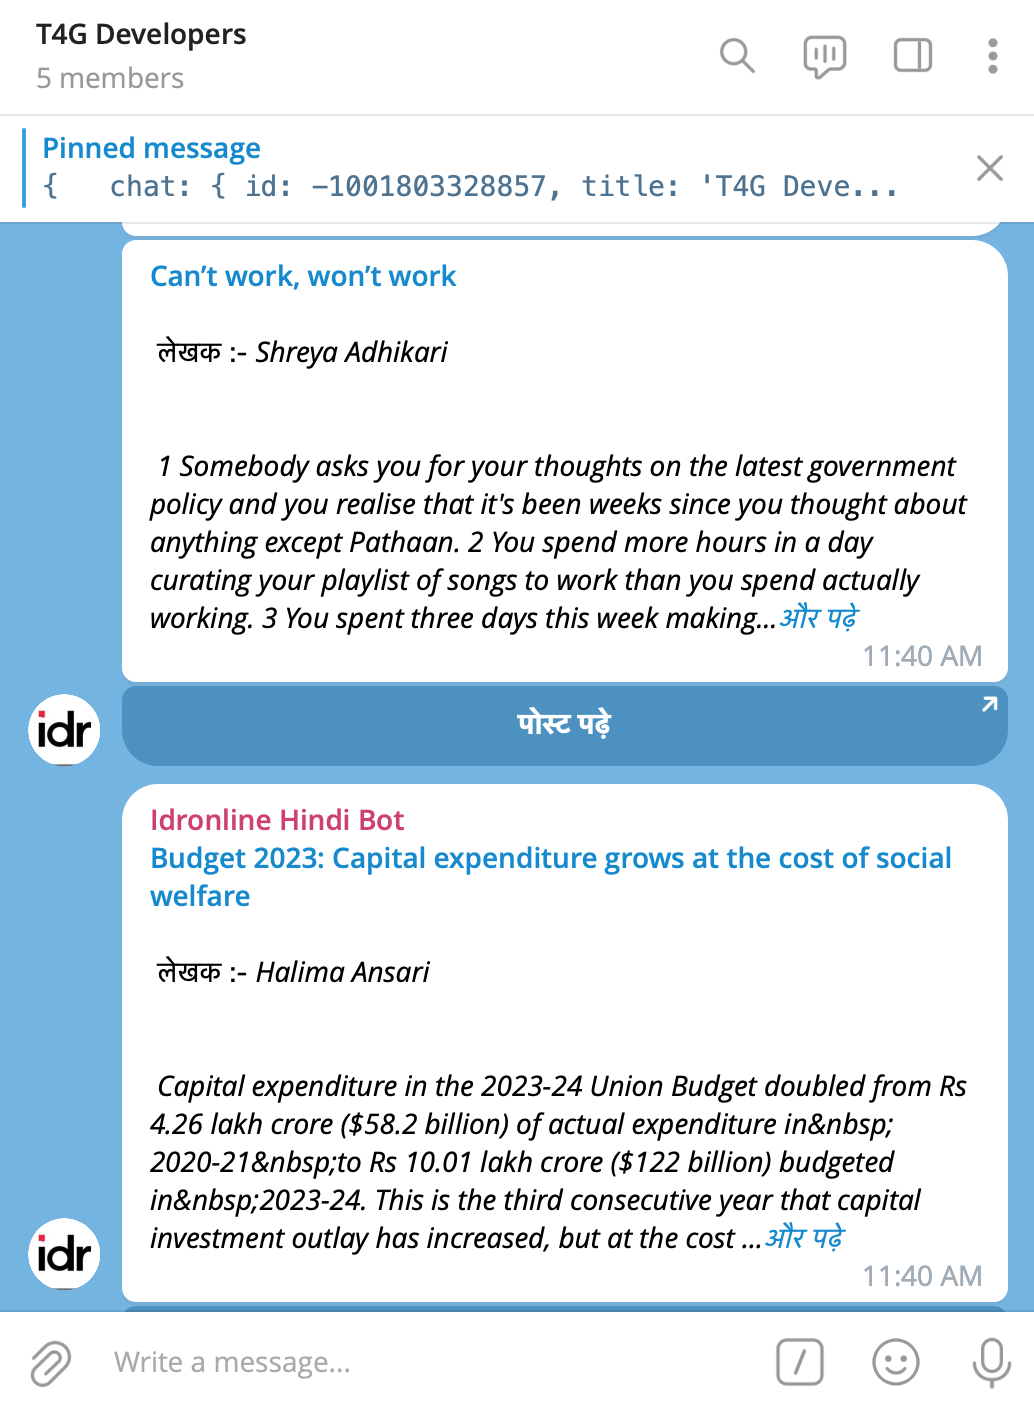 T4G Developers
5 members
Pinned message
{   chat: { id: −1001803328857, title: 'T4G Deve...
Can’t work, won’t work
लेखक :- Shreya Adhikari
1 Somebody asks you for your thoughts on the latest government
policy and you realise that it's been weeks since you thought about
anything except Pathaan. 2 You spend more hours in a day
curating your playlist of songs to work than you spend actually
working. 3 You spent three days this week making...और पढ़े
11:40 AM
पोस्ट पढ़े
idr
Idronline Hindi Bot
Budget 2023: Capital expenditure grows at the cost of social
welfare
लेखक :- Halima Ansari
Capital expenditure in the 2023-24 Union Budget doubled from Rs
4.26 lakh crore ($58.2 billion) of actual expenditure in&nbsp;
2020-21&nbsp;to Rs 10.01 lakh crore ($122 billion) budgeted
in&nbsp;2023-24. This is the third consecutive year that capital
investment outlay has increased, but at the cost ...और पढ़े
idr
11:40 AM
Write a message...